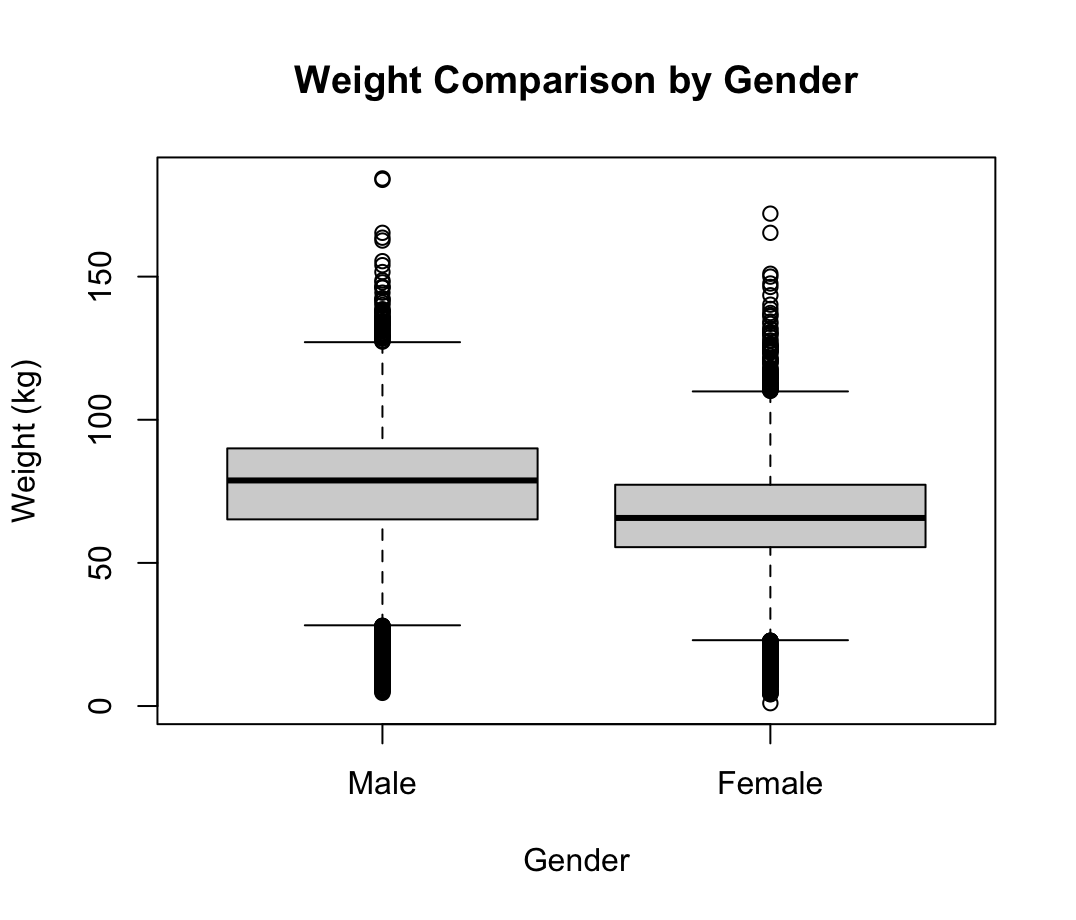 Weight Comparison by Gender
Weight (kg)
150
100
50
0
Male Female
Gender